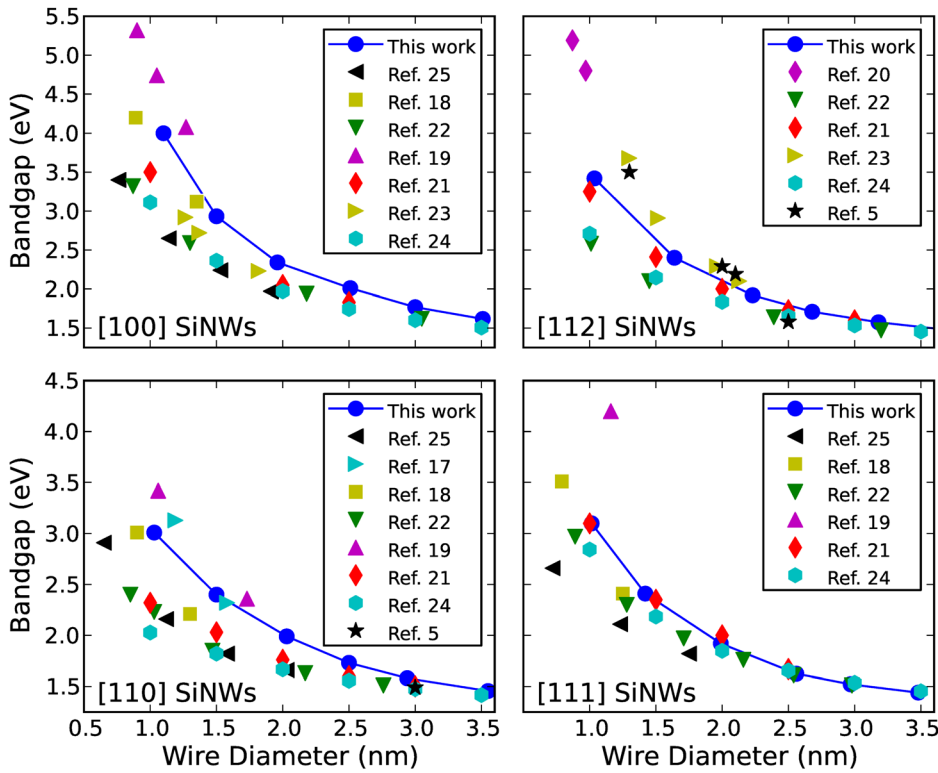 5.5
5.0
4.5
4.0
3.5
3.0
2.5
2.0
1.5
Bandgap (eV)
This work
Ref. 25
Ref. 18
Ref. 22
Ref. 19
Ref. 21
Ref. 23
Ref. 24
[100] SiNWs
This work
Ref. 20
Ref. 22
Ref. 21
Ref. 23
Ref. 24
Ref. 5
[112] SiNWs
4.5
4.0
3.5
3.0
2.5
2.0
1.5
Bandgap (eV)
This work
Ref. 25
Ref. 17
Ref. 18
Ref. 22
Ref. 19
Ref. 21
Ref. 24
Ref. 5
[110] SiNWs
0.5 1.0 1.5 2.0 2.5 3.0 3.5
Wire Diameter (nm)
This work
Ref. 25
Ref. 18
Ref. 22
Ref. 19
Ref. 21
Ref. 24
[111] SiNWs
1.0 1.5 2.0 2.5 3.0 3.5
Wire Diameter (nm)